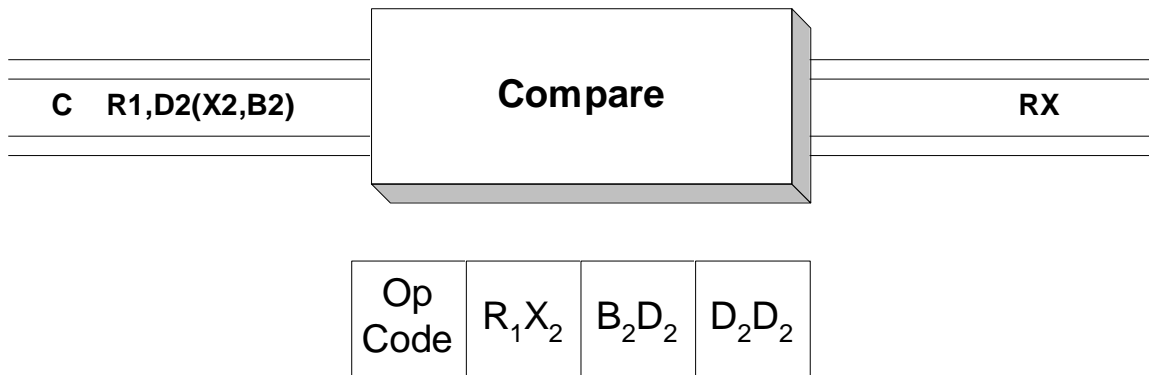 C R1,D2(X2,B2)
Compare
RX
Op
Code
R₁X₂
B₂D₂
D₂D₂